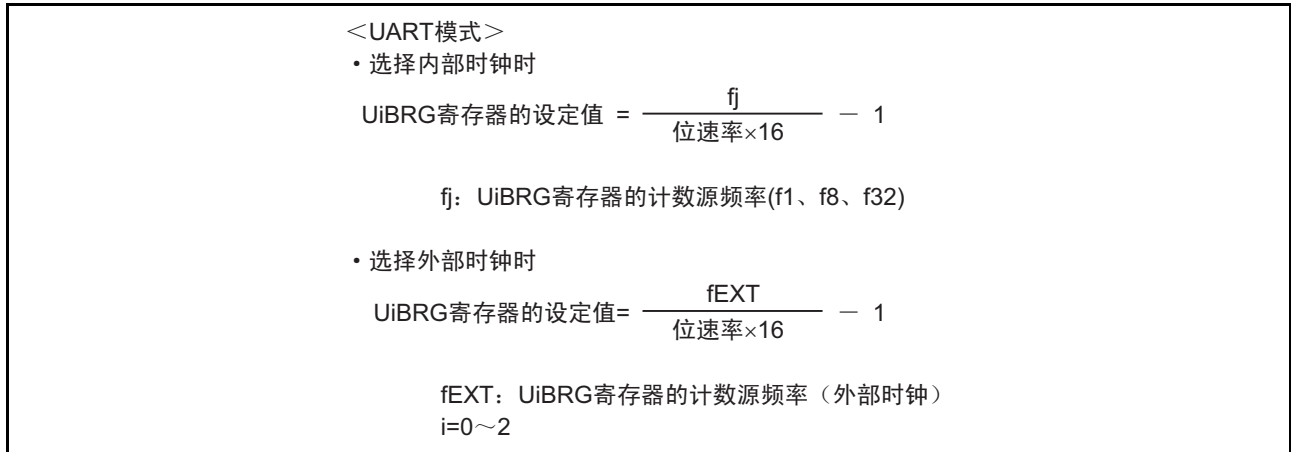 ＜UART模式＞
・选择内部时钟时
fj
UiBRG寄存器的设定值 = ——— － 1
位速率×16
fj：UiBRG寄存器的计数源频率(f1、f8、f32)
・选择外部时钟时
fEXT
UiBRG寄存器的设定值= ——— － 1
位速率×16
fEXT：UiBRG寄存器的计数源频率（外部时钟）
i=0～2